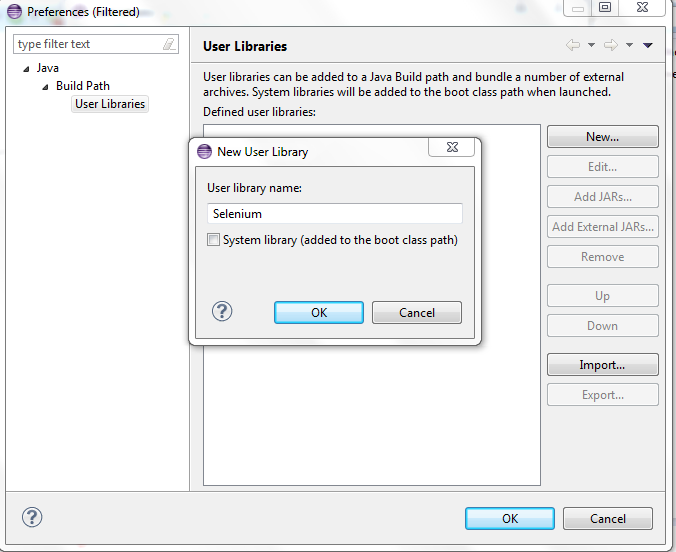 Preferences (Filtered)
type filter text
Java
Build Path
User Libraries
User Libraries
User libraries can be added to a Java Build path and bundle a number of external
archives. System libraries will be added to the boot class path when launched.
Defined user libraries:
New...
Edit...
Add JARs...
Add External JARs...
Remove
Up
Down
Import...
Export...
New User Library
User library name:
Selenium
System library (added to the boot class path)
?
OK
Cancel
?
OK
Cancel